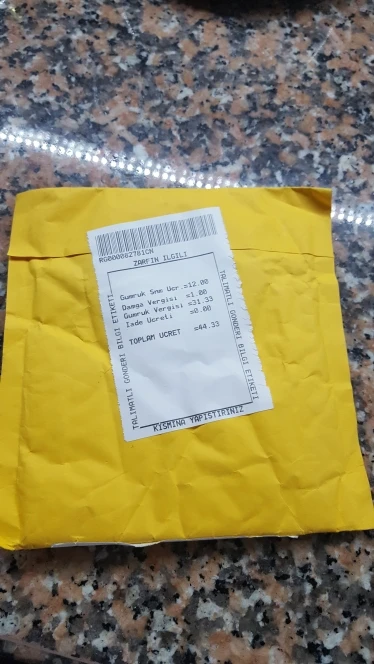 RG000082781CN
ZARFIN ILGILI
Gumruk Snm Ucr =12.00
Damga Vergisi =1.00
Gumruk Vergisi =31.33
Iade Ucreti =0.00
TOPLAM UCRET =44.33
TALIMATLI GONDERI BILGI ETIKETI
TALIMATLI GONDERI BILGI ETIKETI
KISMINA YAPISTIRINIZ